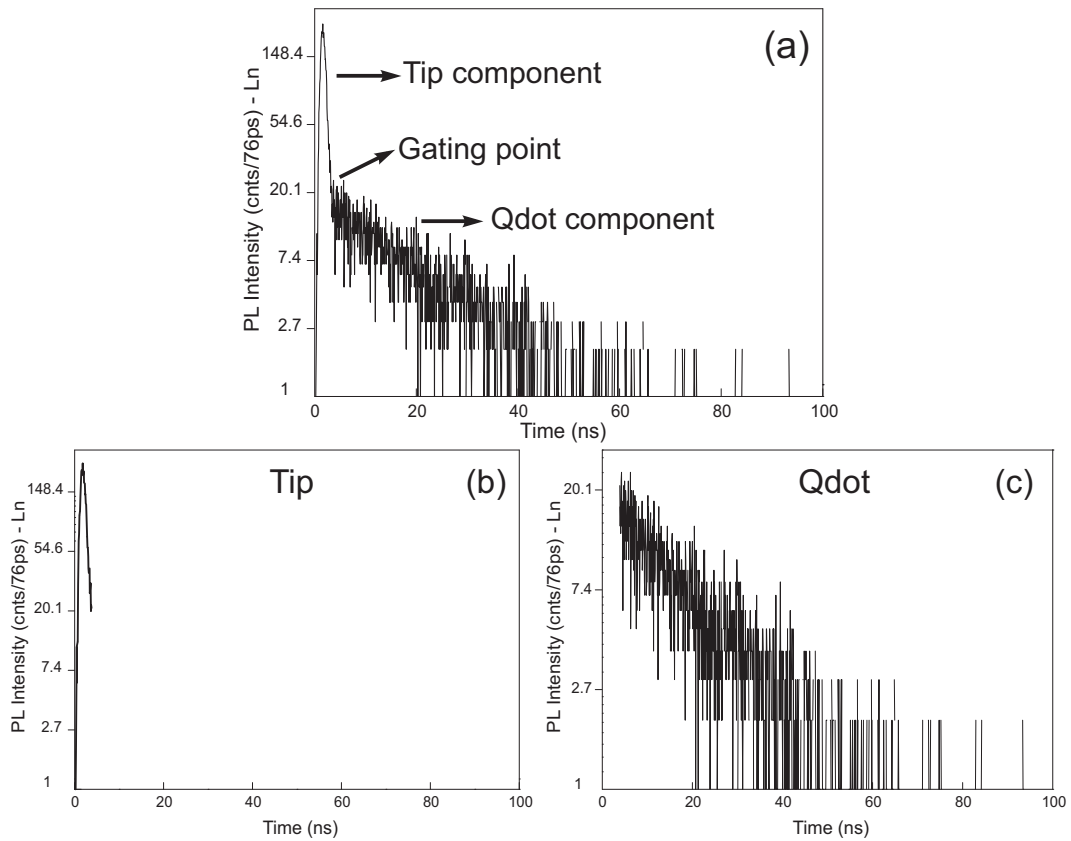 (a)
PL Intensity (cnts/76ps) - Ln
148.4
54.6
20.1
7.4
2.7
1
Tip component
Gating point
Qdot component
0 20 40 60 80 100
Time (ns)
Tip
(b)
PL Intensity (cnts/76ps) - Ln
148.4
54.6
20.1
7.4
2.7
1
0 20 40 60 80 100
Time (ns)
Qdot
(c)
PL Intensity (cnts/76ps) - Ln
20.1
7.4
2.7
1
0 20 40 60 80 100
Time (ns)